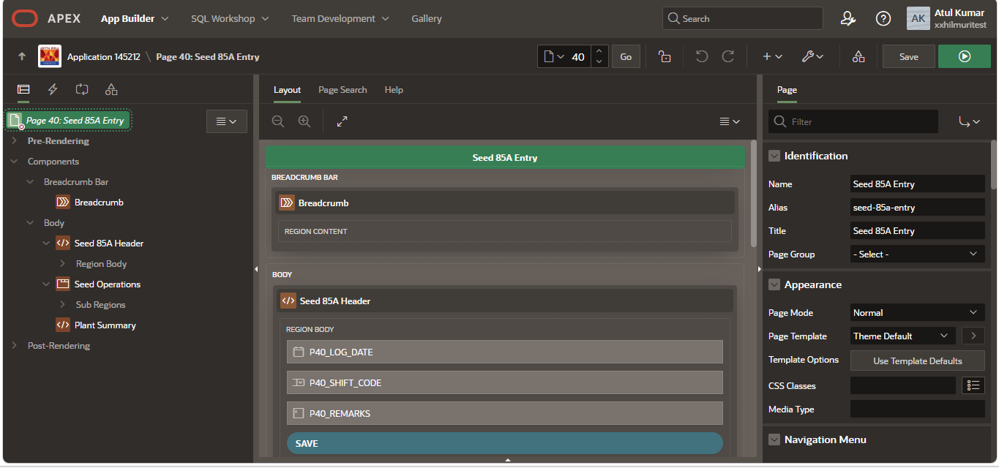 APEX App Builder SQL Workshop Team Development Gallery Search AK Atul Kumar
xxhilmuritest
Application 145212 \ Page 40: Seed 85A Entry 40 Go Save
Page 40: Seed 85A Entry
Pre-Rendering
Components
Breadcrumb Bar
Breadcrumb
Body
Seed 85A Header
Region Body
Seed Operations
Sub Regions
Plant Summary
Post-Rendering
Layout Page Search Help
Seed 85A Entry
BREADCRUMB BAR
Breadcrumb
REGION CONTENT
BODY
Seed 85A Header
REGION BODY
P40_LOG_DATE
P40_SHIFT_CODE
P40_REMARKS
SAVE
Page
Filter
Identification
Name Seed 85A Entry
Alias seed-85a-entry
Title Seed 85A Entry
Page Group - Select -
Appearance
Page Mode Normal
Page Template Theme Default
Template Options Use Template Defaults
CSS Classes
Media Type
Navigation Menu